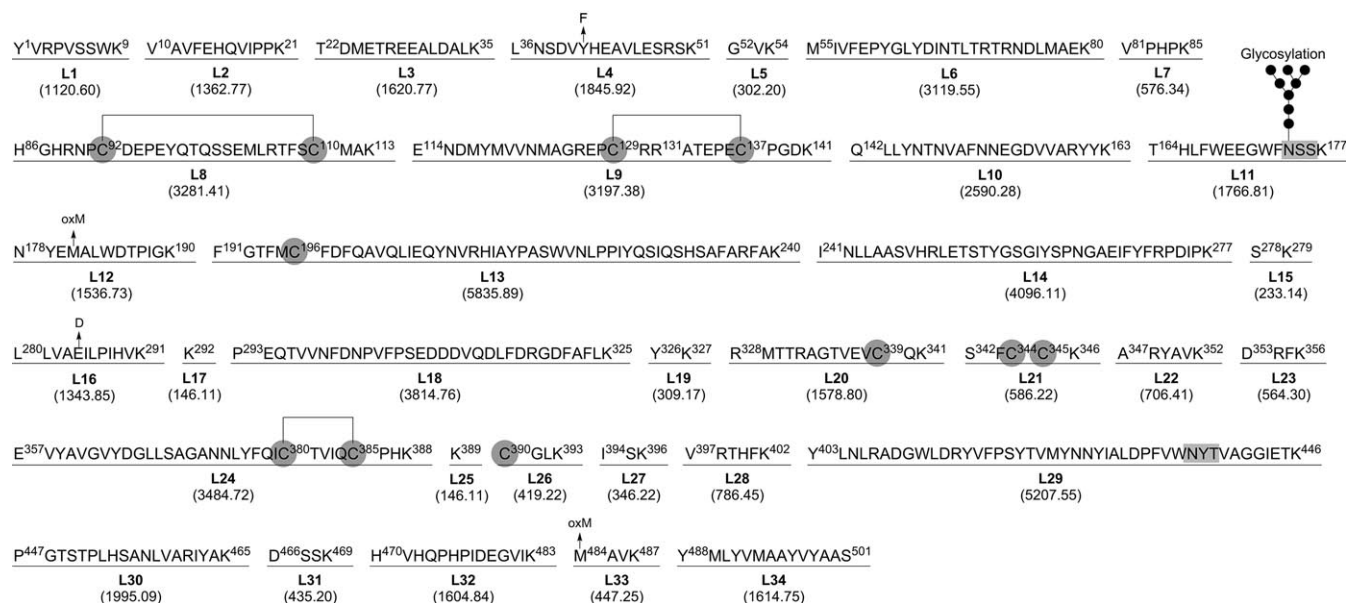 F
Y¹VRPVSSWK⁹ V¹⁰AVFEHQVIPPK²¹ T²²DMETREEALDALK³⁵ L³⁶NSDVYHEAVLESRSK⁵¹ G⁵²VK⁵⁴ M⁵⁵IVFEPYGLYDINTLTRTRNDLMAEK⁸⁰ V⁸¹PHPK⁸⁵ Glycosylation
L1 L2 L3 L4 L5 L6 L7
(1120.60) (1362.77) (1620.77) (1845.92) (302.20) (3119.55) (576.34)
H⁸⁶GHRNPC⁹²DEPEYQTQSSEMLRTFSC¹¹⁰MAK¹¹³ E¹¹⁴NDMYMVVNMAGREPC¹²⁹RR¹³¹ATEPEC¹³⁷PGDK¹⁴¹ Q¹⁴²LLYNTNVAFNNEGDVVARYYK¹⁶³ T¹⁶⁴HLFWEEGWFNSSK¹⁷⁷
L8 L9 L10 L11
(3281.41) (3197.38) (2590.28) (1766.81)
oxM
N¹⁷⁸YEMALWDTPIGK¹⁹⁰ F¹⁹¹GTFMC¹⁹⁶FDFQAVQLIEQYNVRHIAYPASWVNLPPIYQSIQSHSAFARFAK²⁴⁰ I²⁴¹NLLAASVHRLETSTYGSGIYSPNGAEIFYFRPDIPK²⁷⁷ S²⁷⁸K²⁷⁹
L12 L13 L14 L15
(1536.73) (5835.89) (4096.11) (233.14)
D
L²⁸⁰LVAEILPIHVK²⁹¹ K²⁹² P²⁹³EQTVVNFDNPVFPSEDDDVQDLFDRGDFAFLK³²⁵ Y³²⁶K³²⁷ R³²⁸MTTRAGTVEVC³³⁹QK³⁴¹ S³⁴²FC³⁴⁴C³⁴⁵K³⁴⁶ A³⁴⁷RYAVK³⁵² D³⁵³RFK³⁵⁶
L16 L17 L18 L19 L20 L21 L22 L23
(1343.85) (146.11) (3814.76) (309.17) (1578.80) (586.22) (706.41) (564.30)
E³⁵⁷VYAVGVYDGLLSAGANNLYFQIC³⁸⁰TVIQC³⁸⁵PHK³⁸⁸ K³⁸⁹ C³⁹⁰GLK³⁹³ I³⁹⁴SK³⁹⁶ V³⁹⁷RTHFK⁴⁰² Y⁴⁰³LNLRADGWLDRYVFPSYTVMYNNYIALDPFVWNYTVAGGIETK⁴⁴⁶
L24 L25 L26 L27 L28 L29
(3484.72) (146.11) (419.22) (346.22) (786.45) (5207.55)
oxM
P⁴⁴⁷GTSTPLHSANLVARIYAK⁴⁶⁵ D⁴⁶⁶SSK⁴⁶⁹ H⁴⁷⁰VHQPHPIDEGVIK⁴⁸³ M⁴⁸⁴AVK⁴⁸⁷ Y⁴⁸⁸MLYVMAAYVYAAS⁵⁰¹
L30 L31 L32 L33 L34
(1995.09) (435.20) (1604.84) (447.25) (1614.75)